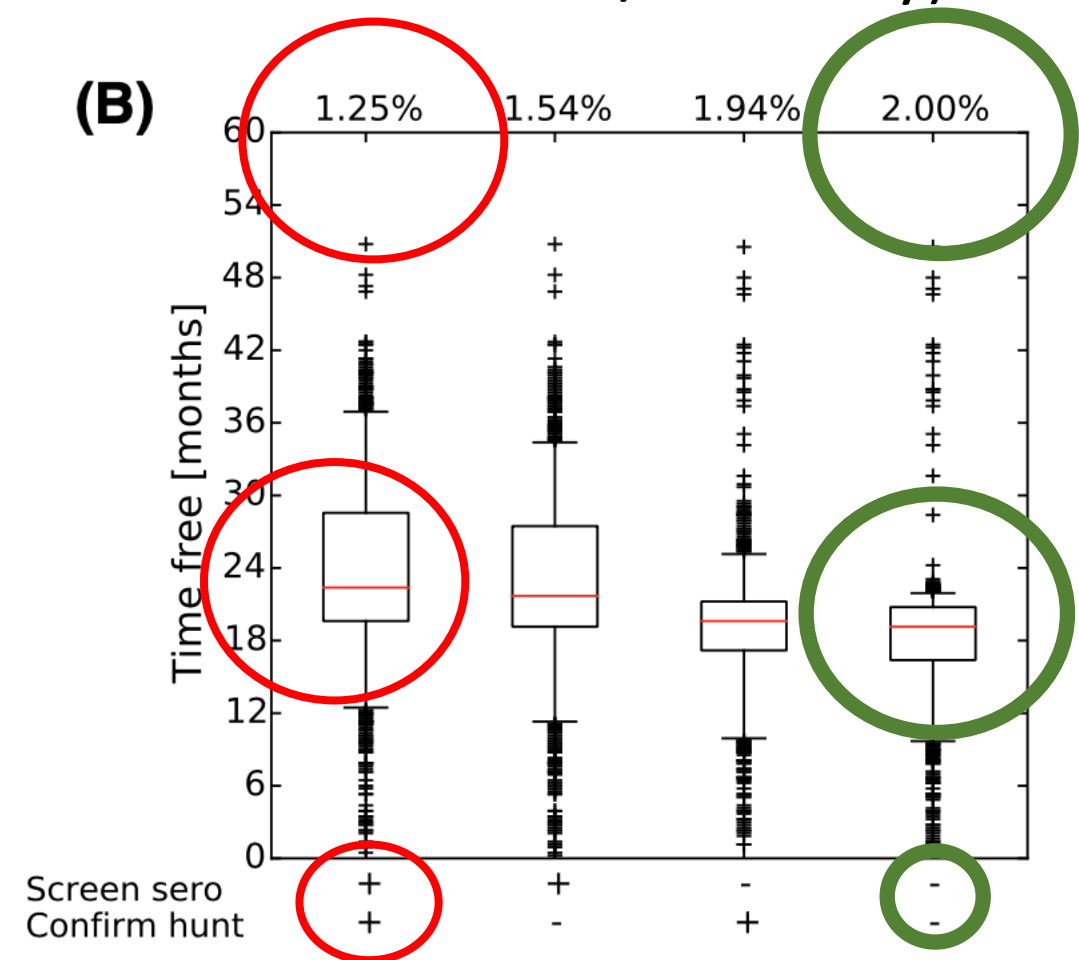 (B)
1.25% 1.54% 1.94% 2.00%
60
54
48
42
36
30
24
18
12
6
0
Time free [months]
Screen sero + + - -
Confirm hunt + - + -